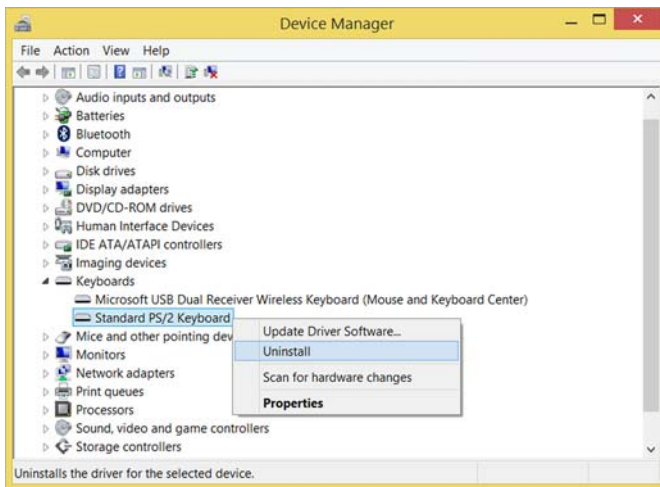 Device Manager
File Action View Help
Audio inputs and outputs
Batteries
Bluetooth
Computer
Disk drives
Display adapters
DVD/CD-ROM drives
Human Interface Devices
IDE ATA/ATAPI controllers
Imaging devices
Keyboards
Microsoft USB Dual Receiver Wireless Keyboard (Mouse and Keyboard Center)
Standard PS/2 Keyboard
Mice and other pointing dev
Monitors
Network adapters
Print queues
Processors
Sound, video and game controllers
Storage controllers
Update Driver Software...
Uninstall
Scan for hardware changes
Properties
Uninstalls the driver for the selected device.